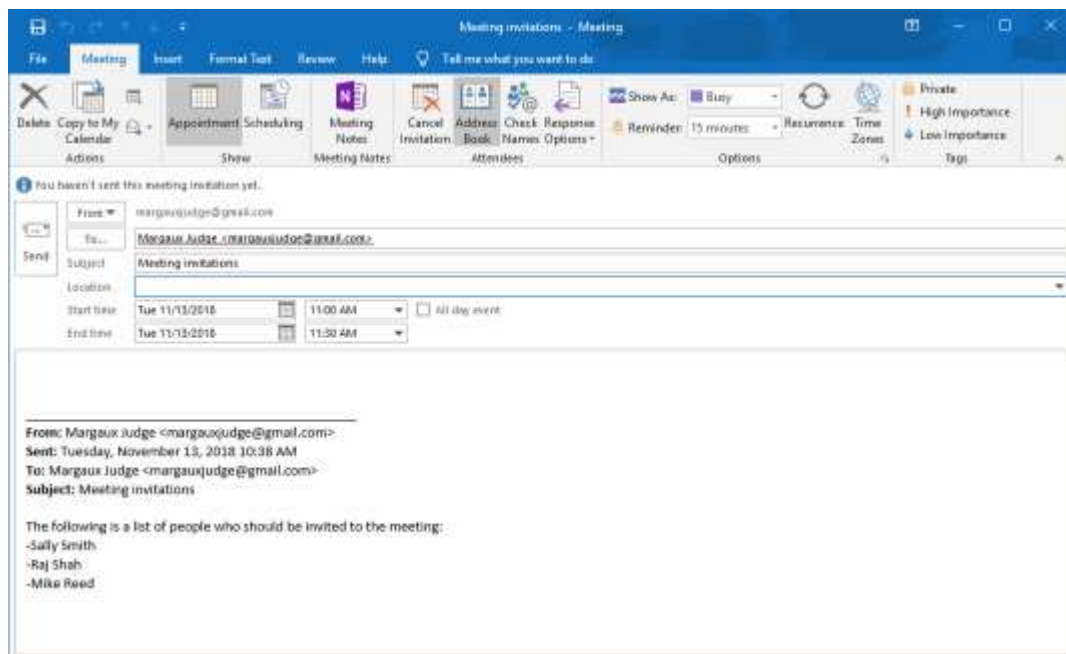 Meeting invitations - Meeting
File Meeting Insert Format Text Review Help Tell me what you want to do
Delete Copy to My Calendar
Appointment Scheduling
Meeting Notes
Cancel Invitation Address Book Check Names Response Options
Show As: Busy
Reminder: 15 minutes
Recurrence Time Zones
Private
High Importance
Low Importance
Actions Show Meeting Notes Attendees Options Tags
You haven't sent this meeting invitation yet.
Send
From margauxjudge@gmail.com
To... Margaux Judge <margauxjudge@gmail.com>
Subject Meeting invitations
Location
Start time Tue 11/13/2018 11:00 AM All day event
End time Tue 11/13/2018 11:30 AM
From: Margaux Judge <margauxjudge@gmail.com>
Sent: Tuesday, November 13, 2018 10:38 AM
To: Margaux Judge <margauxjudge@gmail.com>
Subject: Meeting invitations
The following is a list of people who should be invited to the meeting:
-Sally Smith
-Raj Shah
-Mike Reed